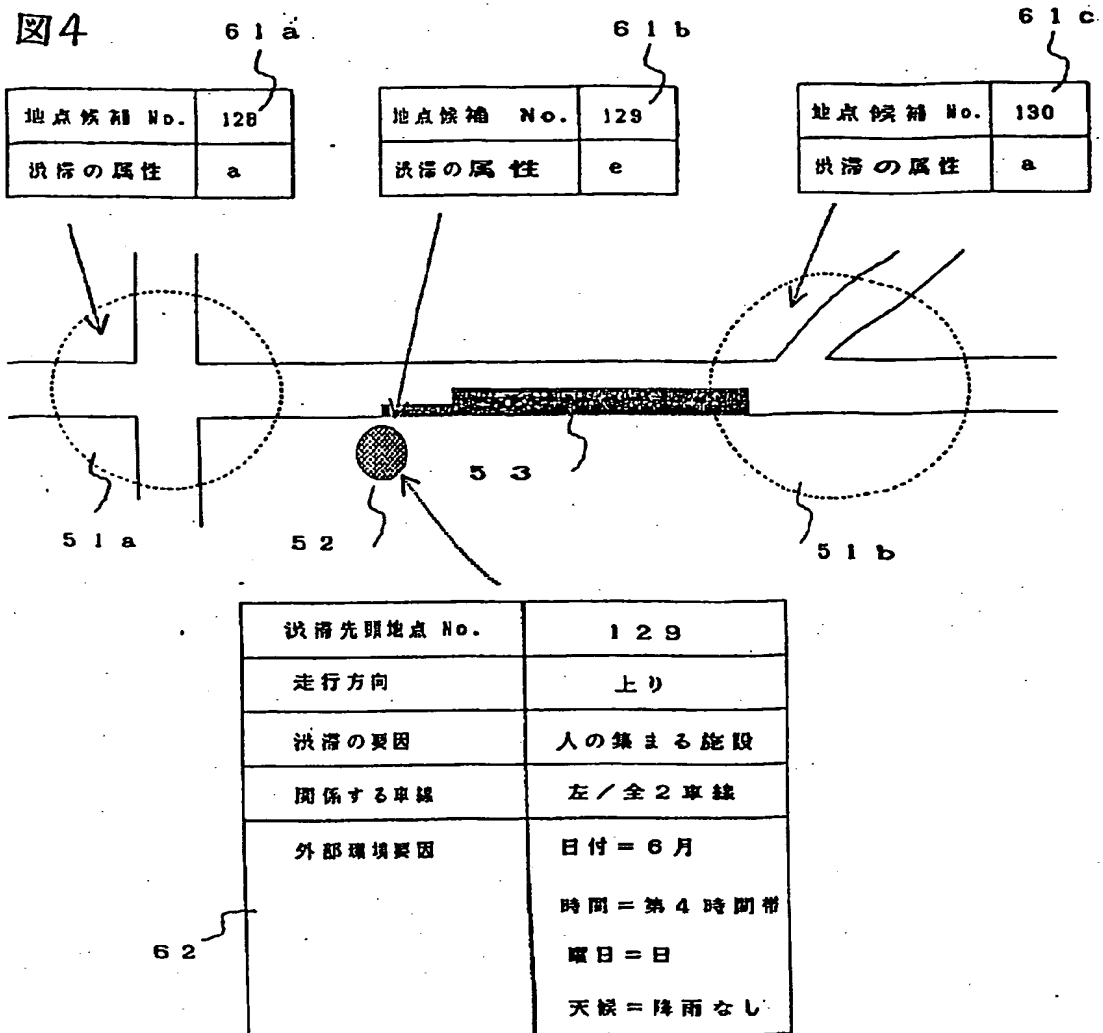 図4
61a
61b
61c
地点候補 No. 128
渋滞の属性 a
地点候補 No. 129
渋滞の属性 e
地点候補 No. 130
渋滞の属性 a
53
51a
52
51b
渋滞先頭地点 No. 129
走行方向 上り
渋滞の要因 人の集まる施設
関係する車線 左/全2車線
外部環境要因 日付=6月
時間=第4時間帯
62
曜日=日
天候=降雨なし